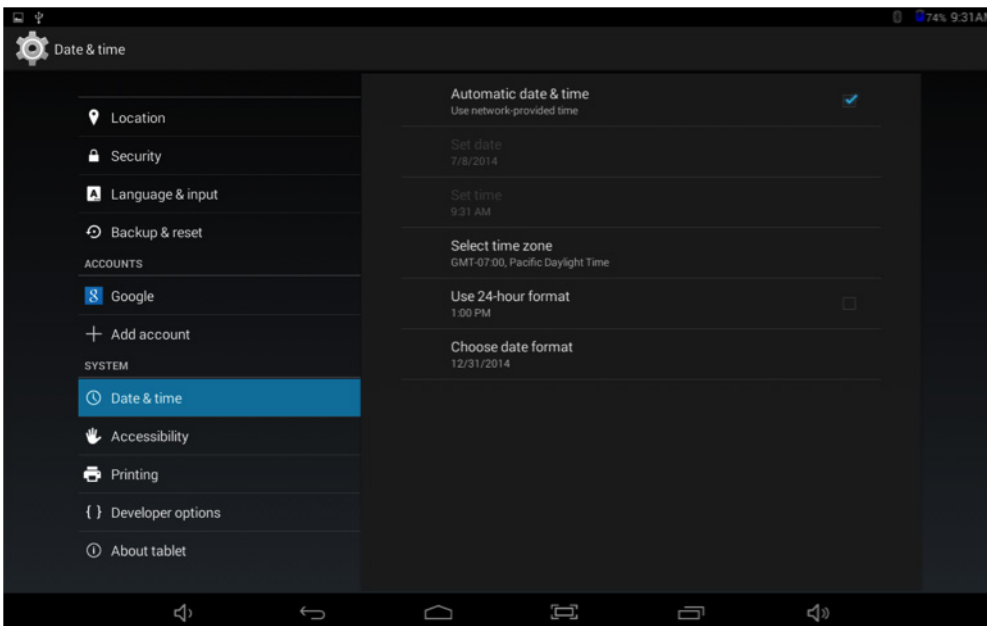 74% 9:31AM
Date & time
Location
Security
Language & input
Backup & reset
ACCOUNTS
Google
Add account
SYSTEM
Date & time
Accessibility
Printing
Developer options
About tablet
Automatic date & time
Use network-provided time
Set date
7/8/2014
Set time
9:31 AM
Select time zone
GMT-07:00, Pacific Daylight Time
Use 24-hour format
1:00 PM
Choose date format
12/31/2014